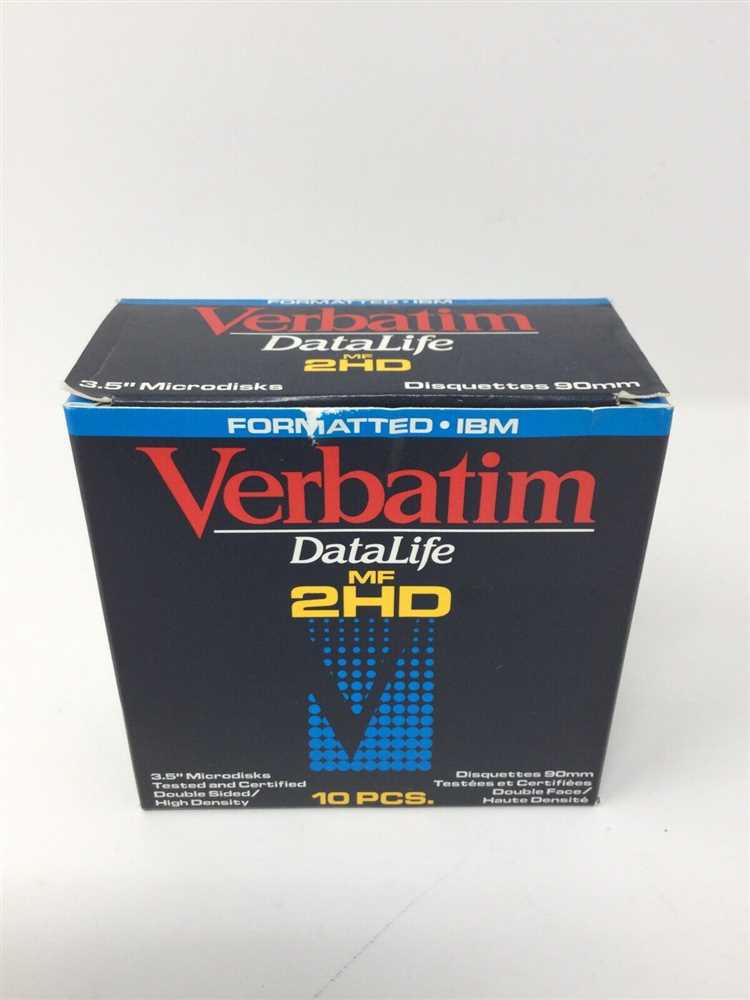 FORMATTED • IBM
Verbatim
DataLife
MF
2HD
3.5" Microdisks
Disquettes 90mm
FORMATTED • IBM
Verbatim
DataLife
MF
2HD
3.5" Microdisks
Tested and Certified
Double Sided/
High Density
10 PCS.
Disquettes 90mm
Testées et Certifiées
Double Face/
Haute Densité